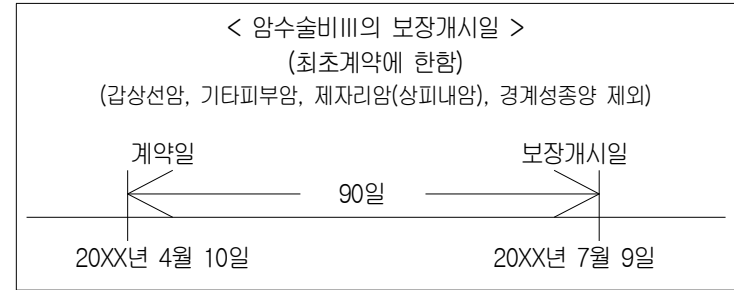 < 암수술비Ⅲ의 보장개시일 >
(최초계약에 한함)
(갑상선암, 기타피부암, 제자리암(상피내암), 경계성종양 제외)
계약일 보장개시일
90일
20XX년 4월 10일 20XX년 7월 9일